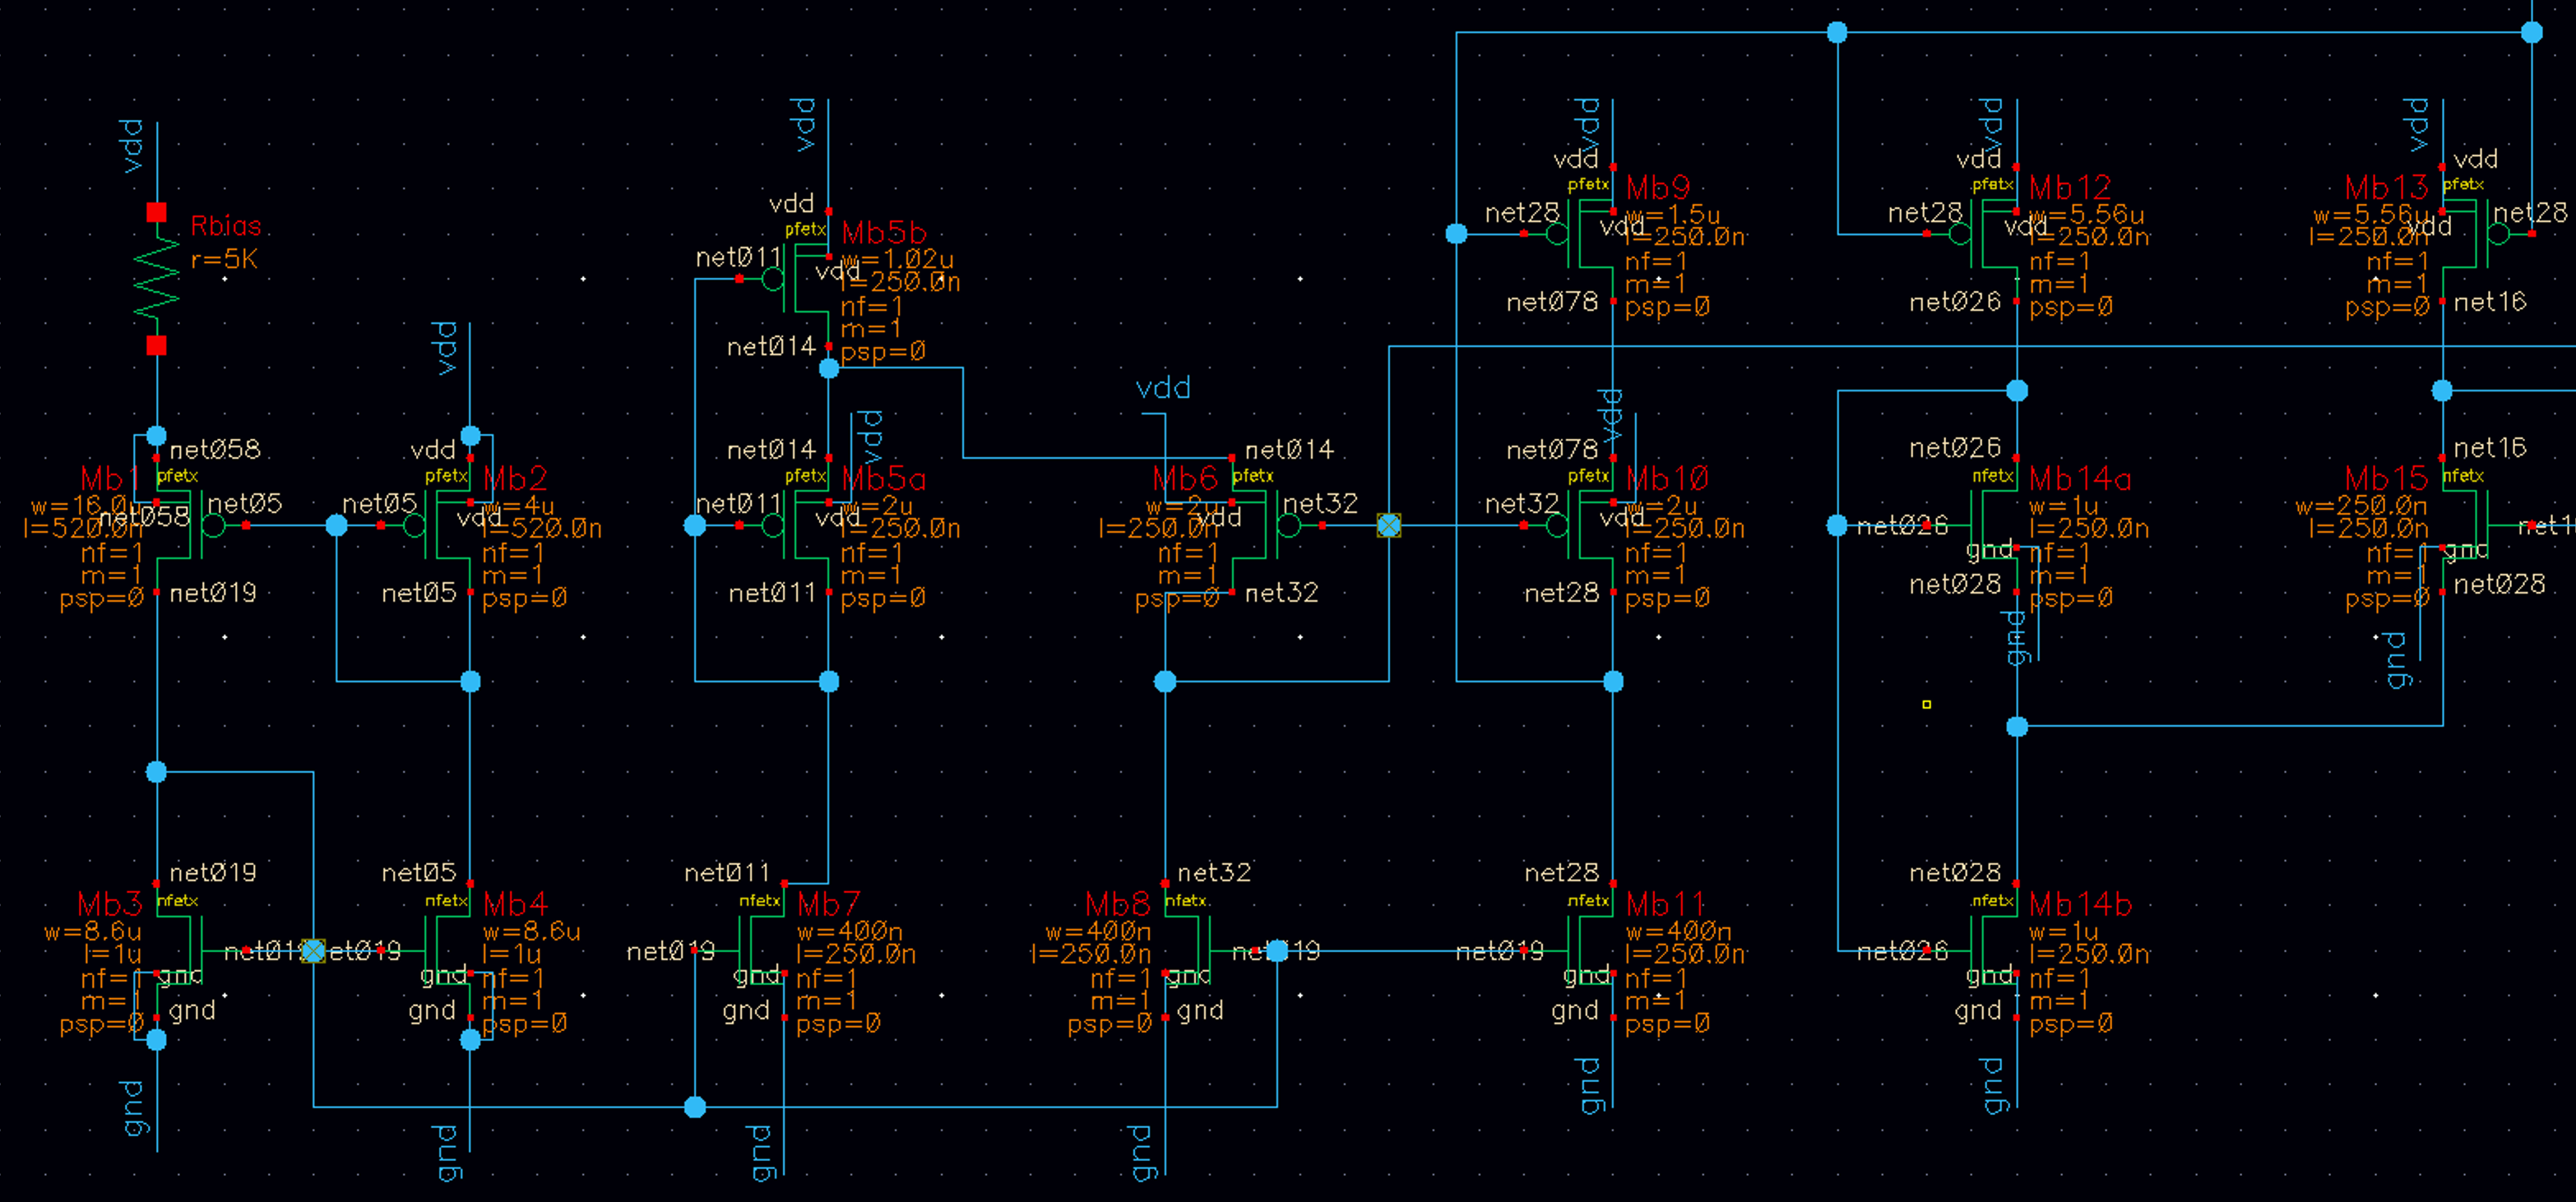 vdd
Rbias
r=5K
net058
pfetx
Mb1
w=16.0u
l=520.0n
net058
nf=1
m=1
psp=0
net05
net019
vdd
vdd
pfetx
Mb2
w=4u
l=520.0n
net05
vdd
nf=1
m=1
psp=0
net05
vdd
vdd
pfetx
Mb5b
w=1.02u
l=250.0n
net011
vdd
nf=1
m=1
psp=0
net014
vdd
net014
pfetx
Mb5a
w=2u
l=250.0n
net011
vdd
nf=1
m=1
psp=0
net011
vdd
net014
pfetx
Mb6
w=2u
l=250.0n
vdd
nf=1
m=1
psp=0
net32
net32
vdd
vdd
pfetx
Mb9
w=1.5u
l=250.0n
net28
vdd
nf=1
m=1
psp=0
net078
vdd
net078
pfetx
Mb10
w=2u
l=250.0n
net32
vdd
nf=1
m=1
psp=0
net28
vdd
vdd
pfetx
Mb12
w=5.56u
l=250.0n
net28
vdd
nf=1
m=1
psp=0
net026
vdd
vdd
pfetx
Mb13
w=5.56u
l=250.0n
net28
vdd
nf=1
m=1
psp=0
net16
net026
nfetx
Mb14a
w=1u
l=250.0n
net026
gnd
nf=1
m=1
psp=0
net028
gnd
net16
nfetx
Mb15
w=250.0n
l=250.0n
gnd
nf=1
m=1
psp=0
net028
gnd
net019
nfetx
Mb3
w=8.6u
l=1u
gnd
nf=1
m=1
psp=0
gnd
gnd
net05
nfetx
Mb4
w=8.6u
l=1u
net019
gnd
nf=1
m=1
psp=0
gnd
gnd
net011
nfetx
Mb7
w=400n
l=250.0n
net019
gnd
nf=1
m=1
psp=0
gnd
gnd
net32
nfetx
Mb8
w=400n
l=250.0n
gnd
nf=1
m=1
psp=0
gnd
gnd
net28
nfetx
Mb11
w=400n
l=250.0n
net019
gnd
nf=1
m=1
psp=0
gnd
gnd
net028
nfetx
Mb14b
w=1u
l=250.0n
net026
gnd
nf=1
m=1
psp=0
gnd
gnd